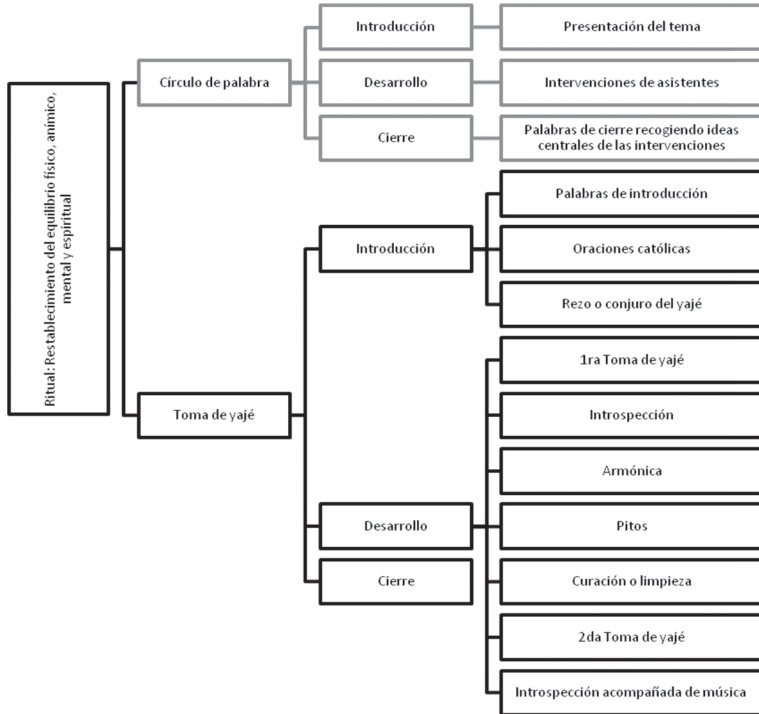 Ritual: Restablecimiento del equilibrio físico, anímico,
mental y espiritual
Círculo de palabra
Introducción
Presentación del tema
Desarrollo
Intervenciones de asistentes
Cierre
Palabras de cierre recogiendo ideas
centrales de las intervenciones
Toma de yajé
Introducción
Palabras de introducción
Oraciones católicas
Rezo o conjuro del yajé
Desarrollo
1ra Toma de yajé
Introspección
Armónica
Pitos
Curación o limpieza
2da Toma de yajé
Introspección acompañada de música
Cierre